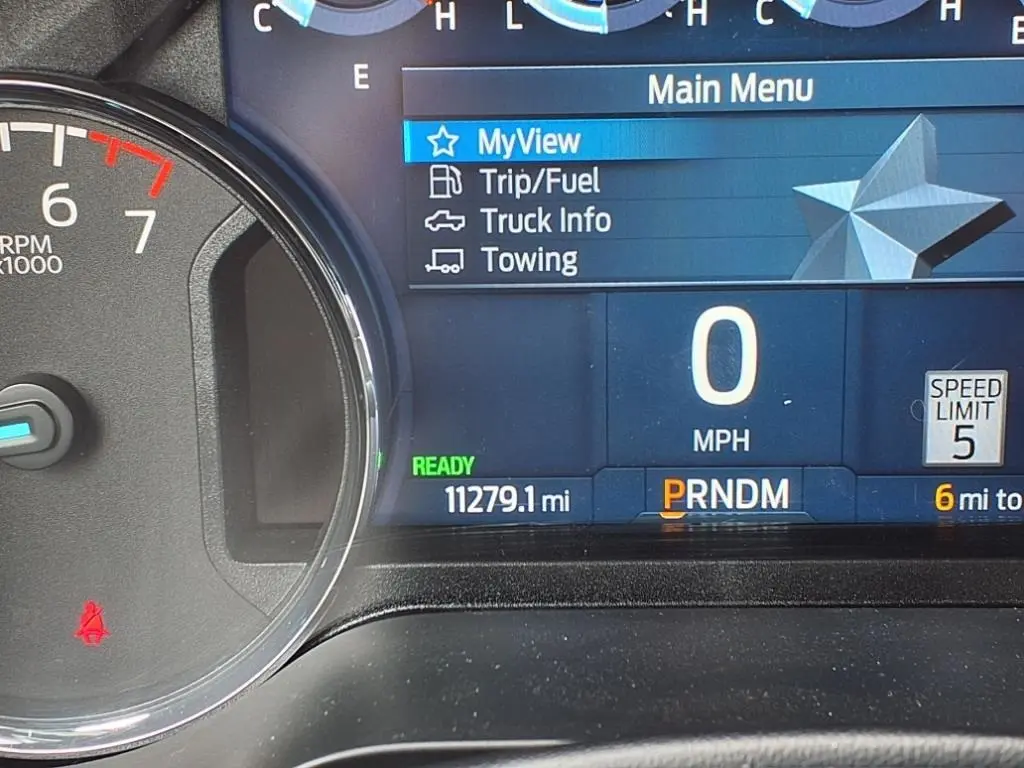 C H L H C H
E
E
Main Menu
MyView
Trip/Fuel
Truck Info
Towing
6
7
RPM
x1000
0
MPH
SPEED
LIMIT
5
READY
11279.1 mi
PRNDM
6 mi to